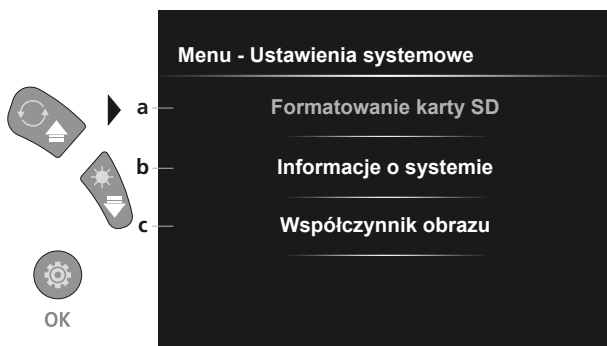 Menu - Ustawienia systemowe
a Formatowanie karty SD
b Informacje o systemie
c Współczynnik obrazu
OK